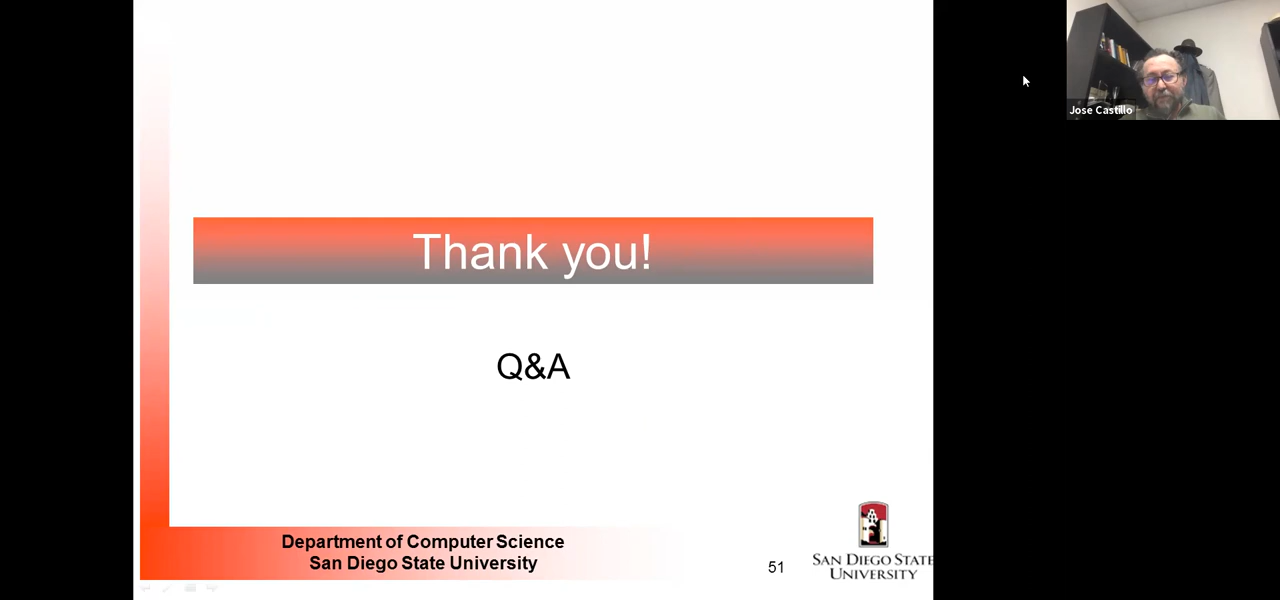 Jose Castillo
Thank you!
Q&A
Department of Computer Science
San Diego State University
51
SAN DIEGO STATE
UNIVERSITY